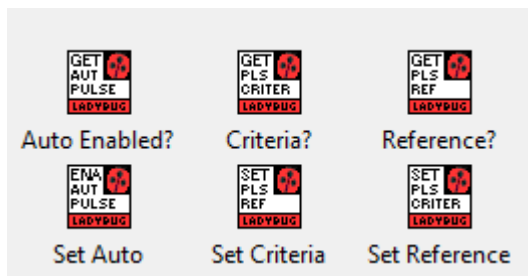 GET
AUT
PULSE
LADYBUG
GET
PLS
CRITER
LADYBUG
GET
PLS
REF
LADYBUG
Auto Enabled?
Criteria?
Reference?
ENA
AUT
PULSE
LADYBUG
SET
PLS
REF
LADYBUG
SET
PLS
CRITER
LADYBUG
Set Auto
Set Criteria
Set Reference